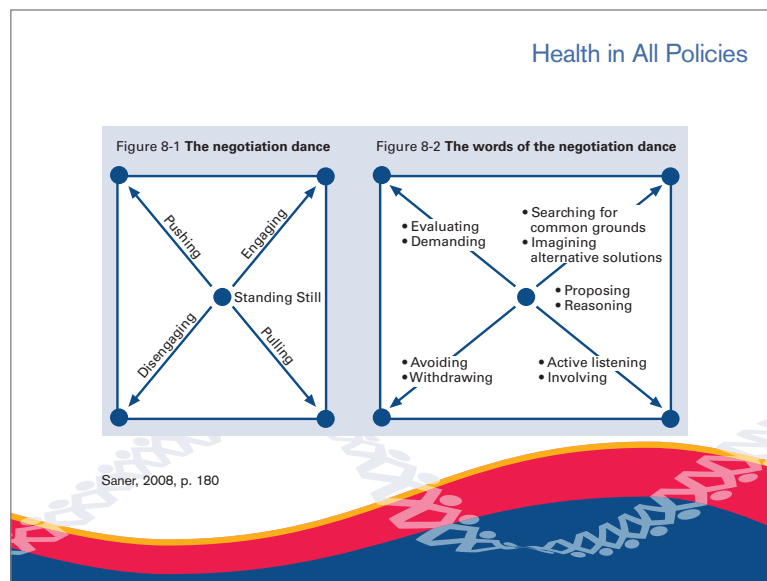 Health in All Policies
Figure 8-1 The negotiation dance
Pushing
Engaging
Standing Still
Disengaging
Pulling
Figure 8-2 The words of the negotiation dance
• Evaluating
• Demanding
• Searching for
common grounds
• Imagining
alternative solutions
• Proposing
• Reasoning
• Avoiding
• Withdrawing
• Active listening
• Involving
Saner, 2008, p. 180